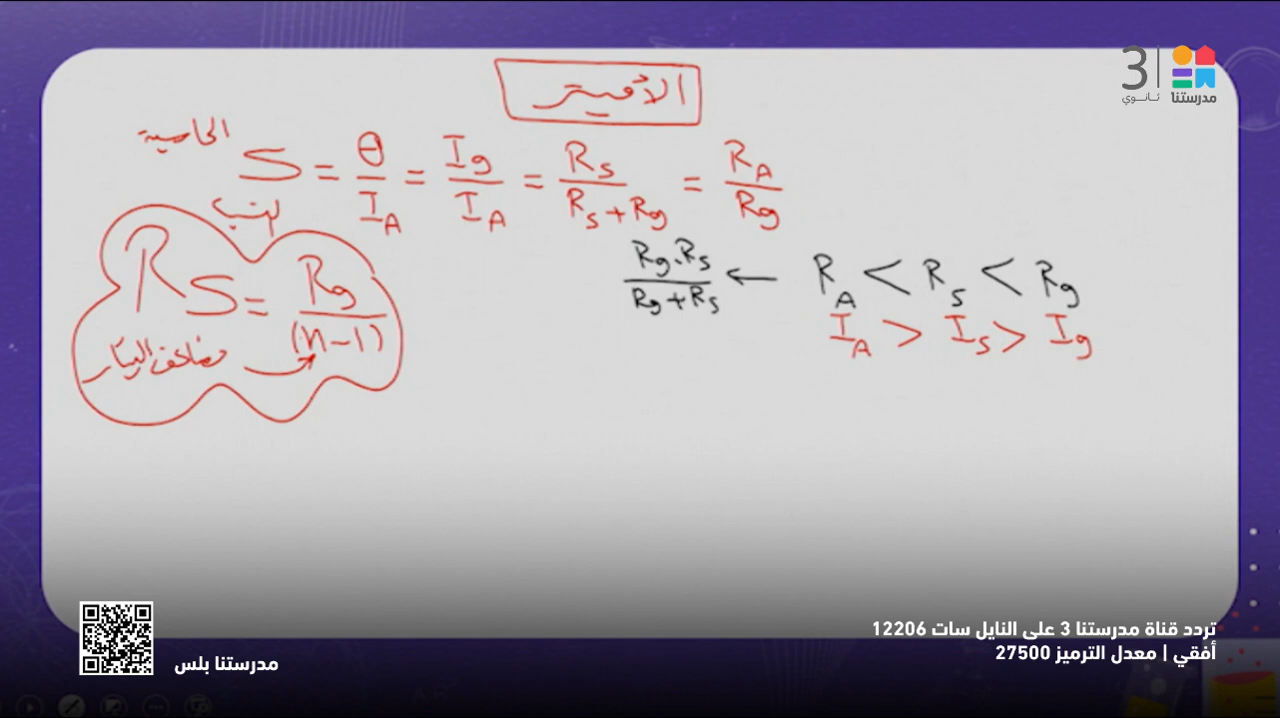 3 ثانوي
مدرستنا
الأميتر
الحاسية S = θ/I_A = I_g/I_A = R_s/(R_s+R_g) = R_A/R_g
R_g.R_s/(R_g+R_s) ← R_A < R_s < R_g
I_A > I_s > I_g
R_s = R_g/(n-1)
مضاعف التيار
تردد قناة مدرستنا 3 على النايل سات 12206
أفقي | معدل الترميز 27500
مدرستنا بلس